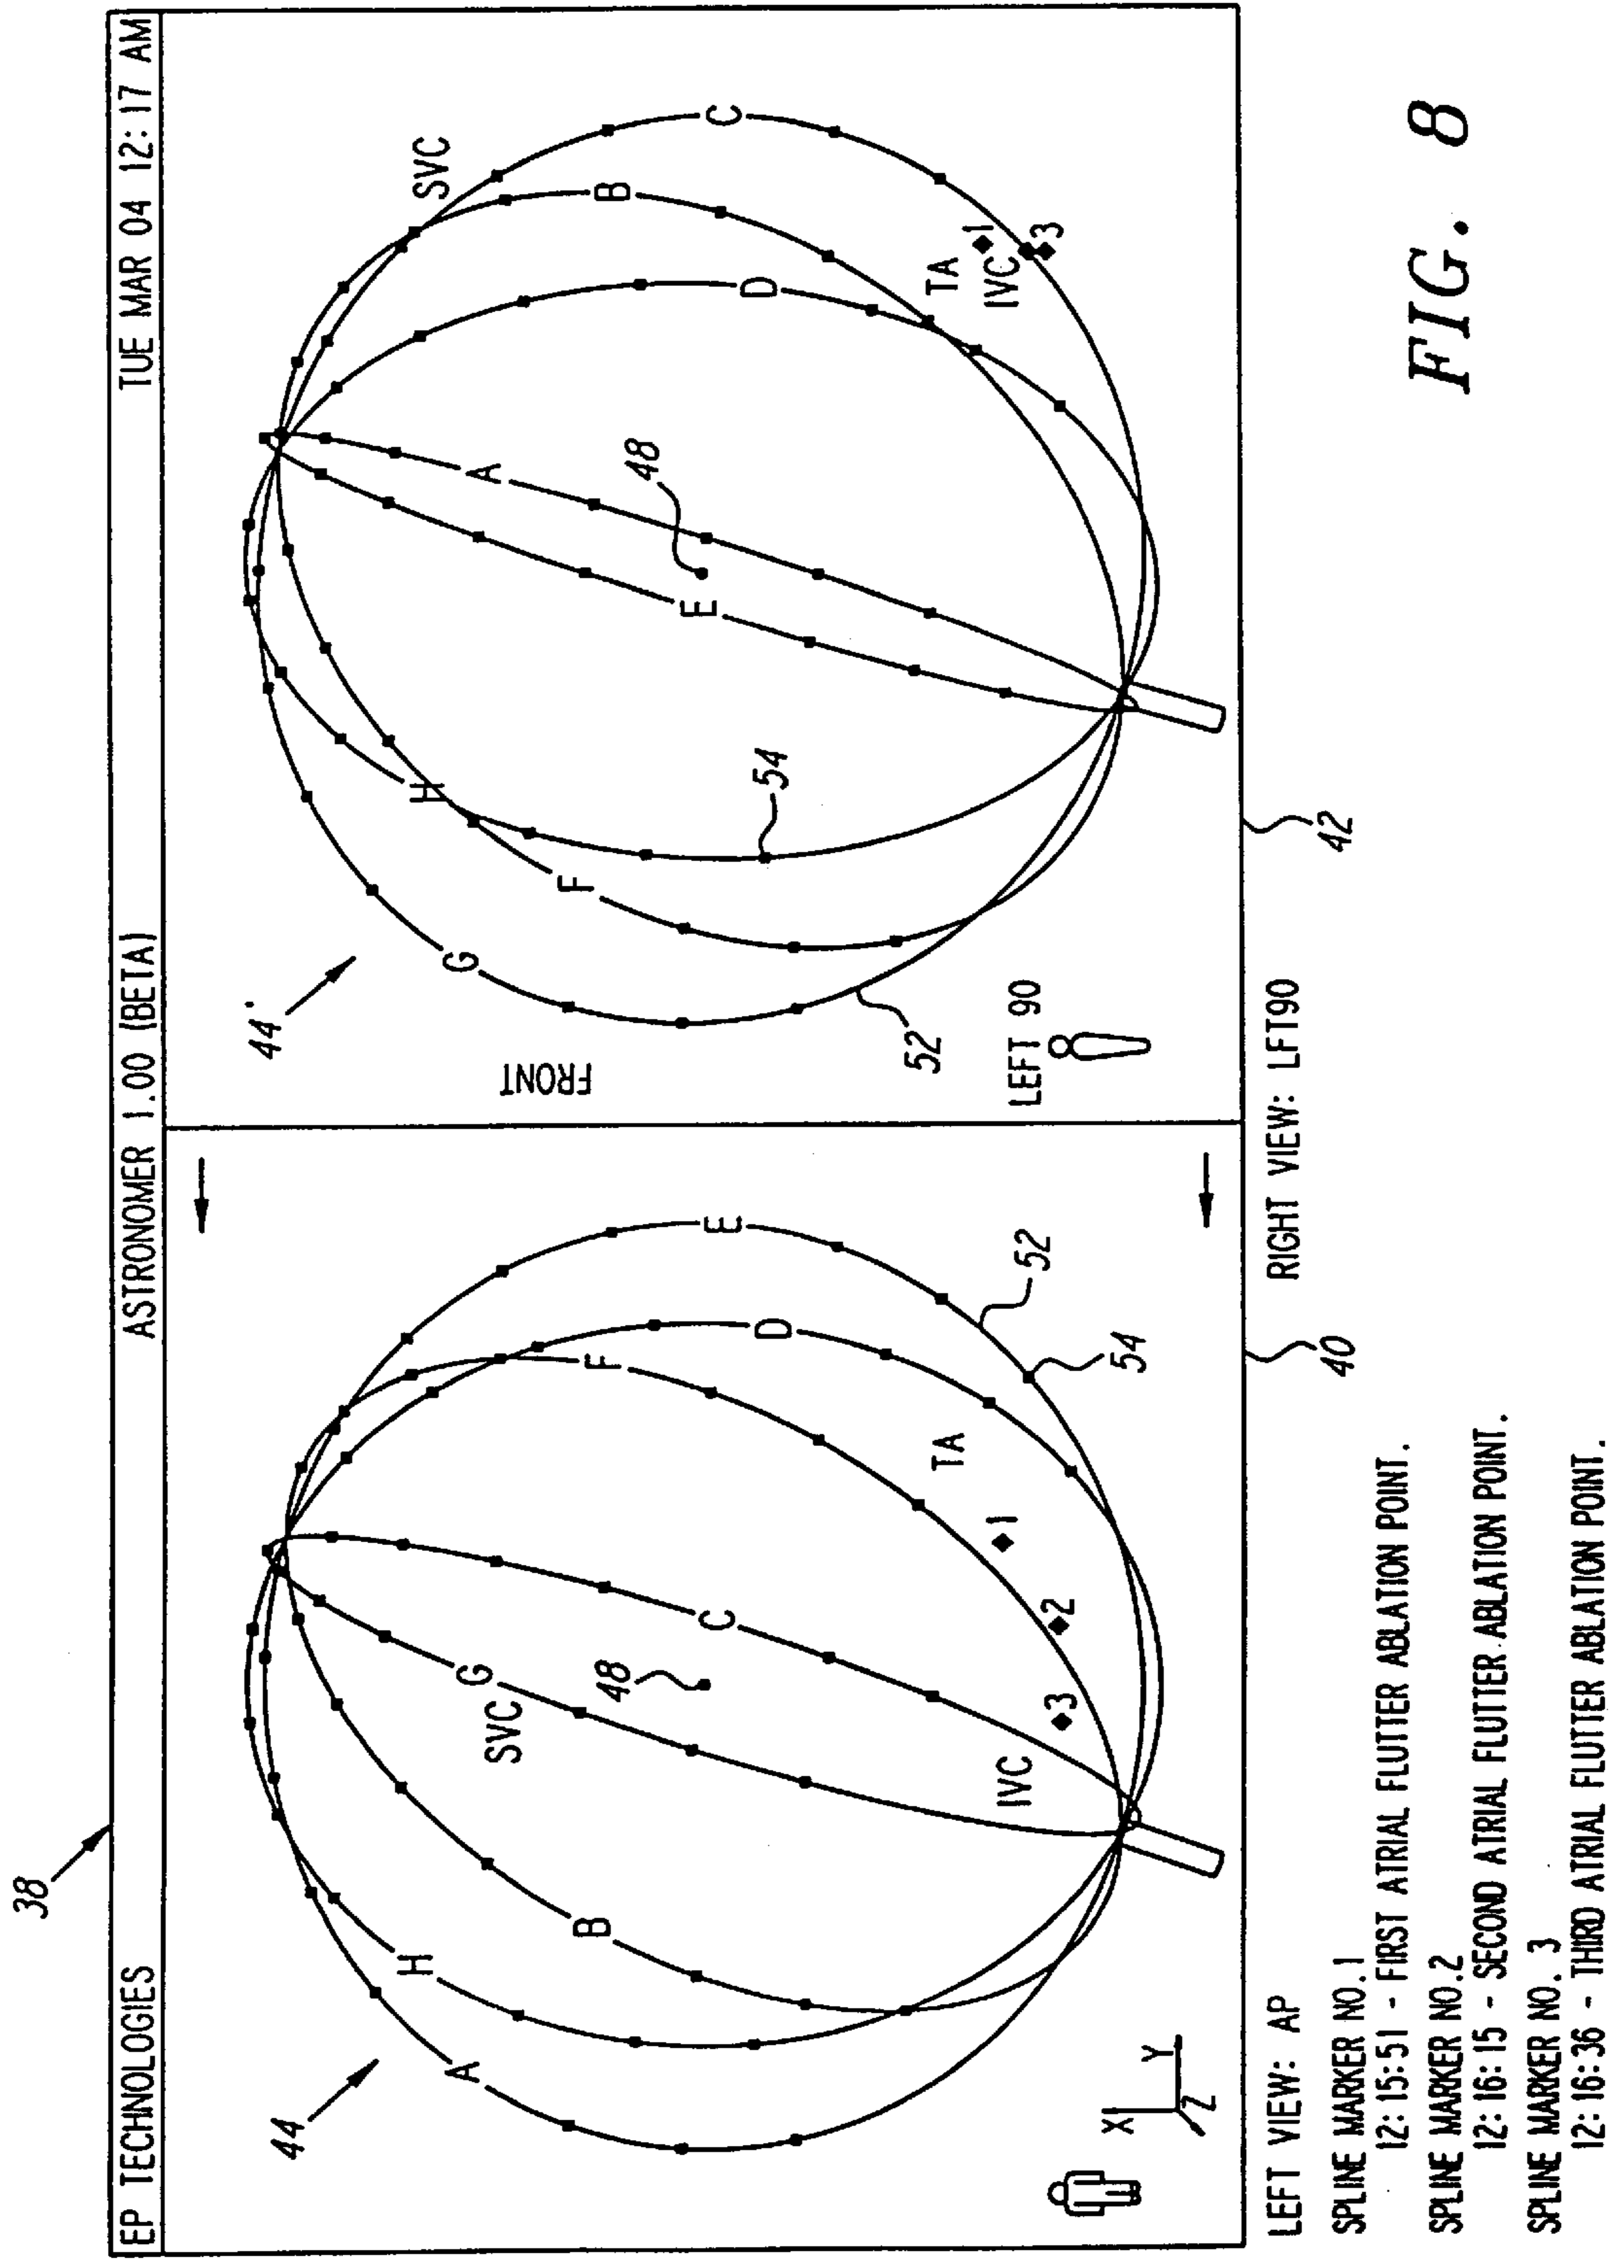 38
EP TECHNOLOGIES ASTRONOMER 1.00 (BETA) TUE MAR 04 12:17 AM
44
A
H
B
G
SVC
C
48
F
D
E
TA
1
2
3
IVC
52
54
X
Y
Z
44'
FRONT
G
H
F
E
A
48
D
B
C
SVC
54
52
TA
IVC
1
3
LEFT 90
LEFT VIEW: AP
40
RIGHT VIEW: LFT90
42
SPLINE MARKER NO.1
12:15:51 - FIRST ATRIAL FLUTTER ABLATION POINT.
SPLINE MARKER NO.2
12:16:15 - SECOND ATRIAL FLUTTER ABLATION POINT.
SPLINE MARKER NO. 3
12:16:36 - THIRD ATRIAL FLUTTER ABLATION POINT.
FIG. 8